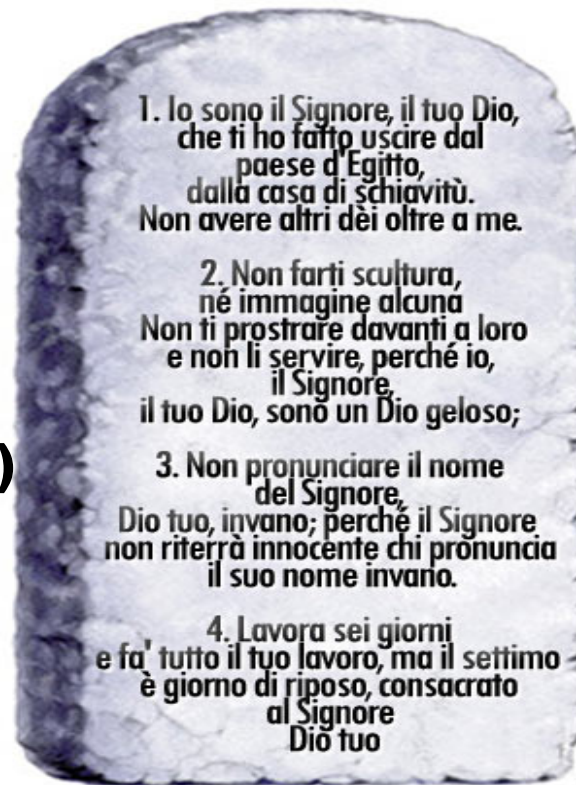 1. Io sono il Signore, il tuo Dio,
che ti ho fatto uscire dal
paese d'Egitto,
dalla casa di schiavitù.
Non avere altri dèi oltre a me.
2. Non farti scultura,
né immagine alcuna
Non ti prostrare davanti a loro
e non li servire, perché io,
il Signore,
il tuo Dio, sono un Dio geloso;
)
3. Non pronunciare il nome
del Signore,
Dio tuo, invano; perché il Signore
non riterrà innocente chi pronuncia
il suo nome invano.
4. Lavora sei giorni
e fa' tutto il tuo lavoro, ma il settimo
è giorno di riposo, consacrato
al Signore
Dio tuo